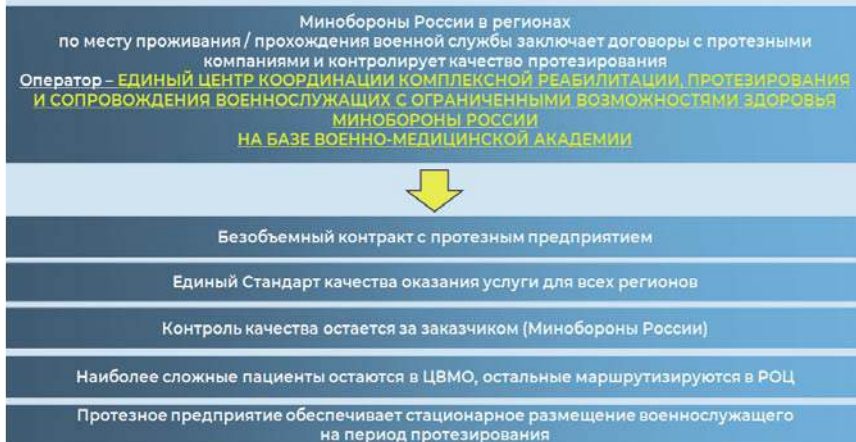 Минобороны России в регионах
по месту проживания / прохождения военной службы заключает договоры с протезными
компаниями и контролирует качество протезирования
Оператор – ЕДИНЫЙ ЦЕНТР КООРДИНАЦИИ КОМПЛЕКСНОЙ РЕАБИЛИТАЦИИ, ПРОТЕЗИРОВАНИЯ
И СОПРОВОЖДЕНИЯ ВОЕННОСЛУЖАЩИХ С ОГРАНИЧЕННЫМИ ВОЗМОЖНОСТЯМИ ЗДОРОВЬЯ
МИНОБОРОНЫ РОССИИ
НА БАЗЕ ВОЕННО-МЕДИЦИНСКОЙ АКАДЕМИИ
Безобъемный контракт с протезным предприятием
Единый Стандарт качества оказания услуги для всех регионов
Контроль качества остается за заказчиком (Минобороны России)
Наиболее сложные пациенты остаются в ЦВМО, остальные маршрутизируются в РОЦ
Протезное предприятие обеспечивает стационарное размещение военнослужащего
на период протезирования